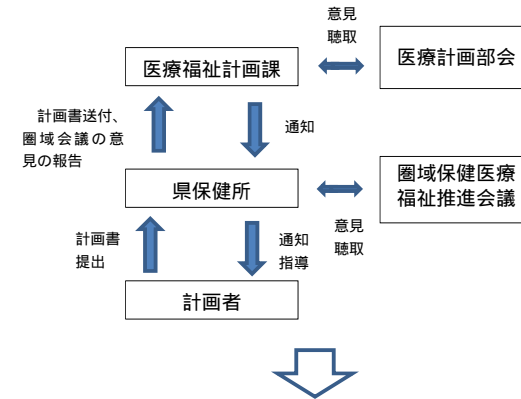 意見
聴取
医療福祉計画課
医療計画部会
計画書送付、
圏域会議の意
見の報告
通知
県保健所
圏域保健医療
福祉推進会議
計画書
提出
通知
指導
意見
聴取
計画者